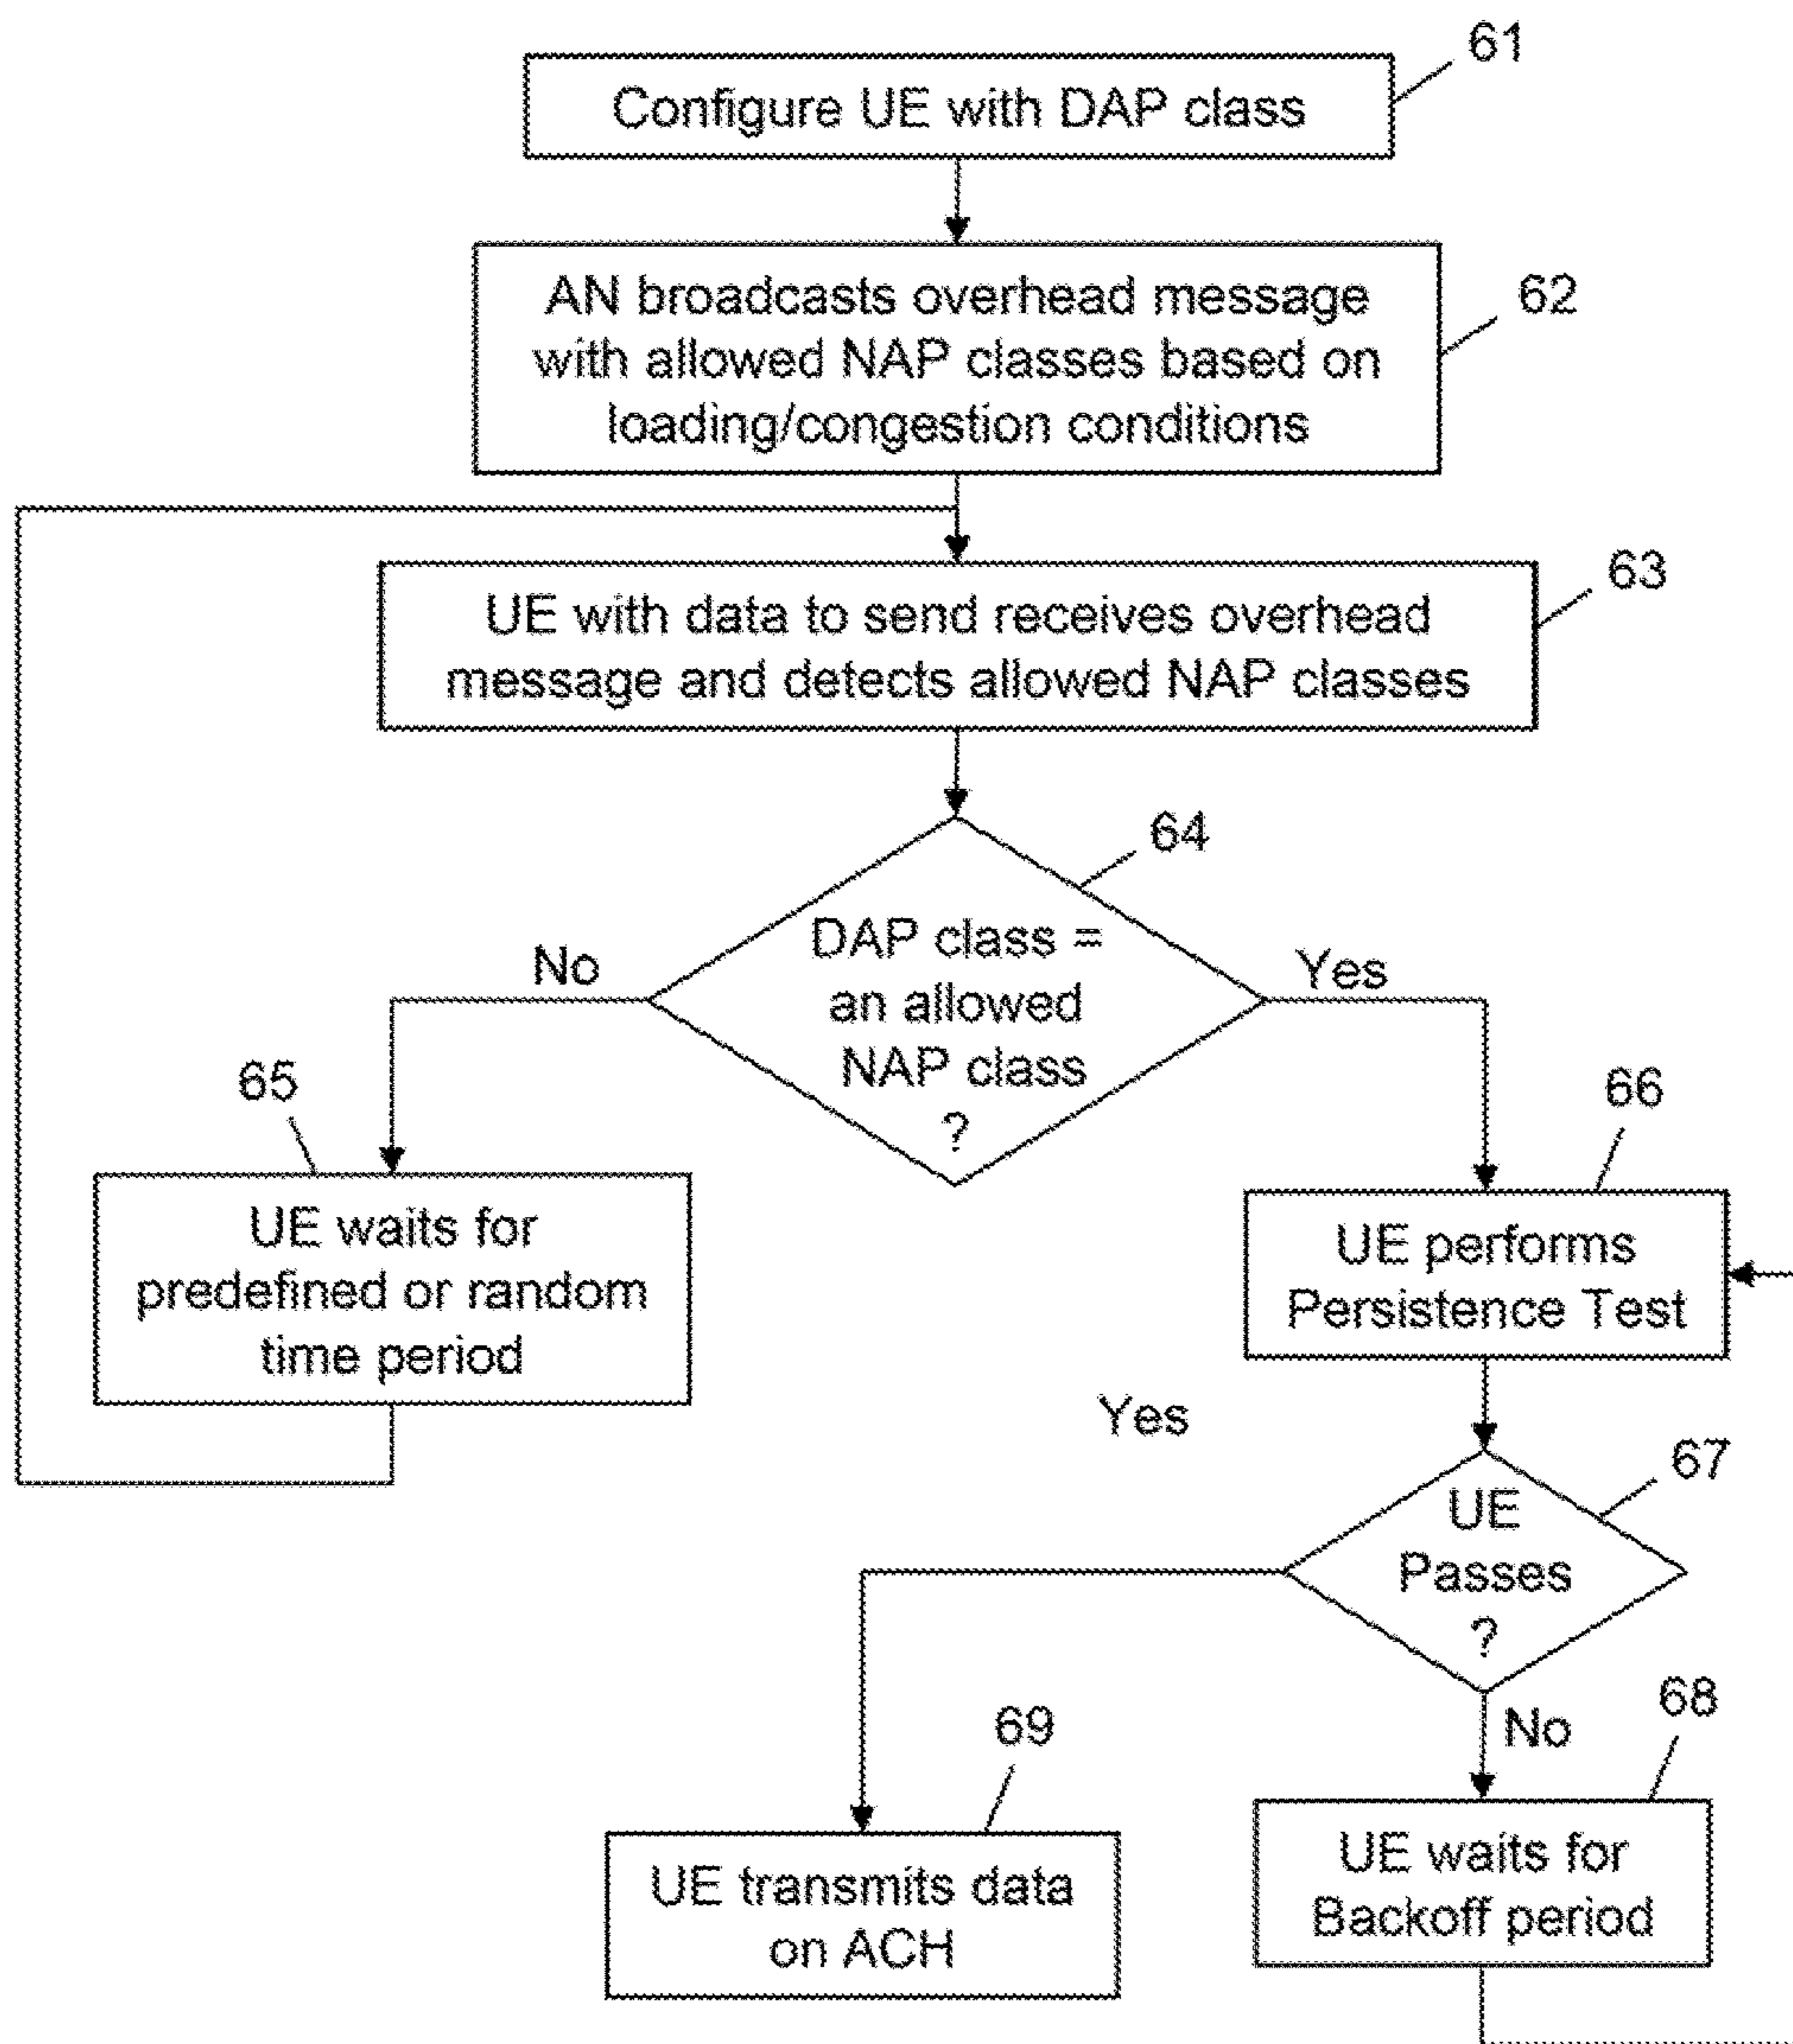 61
Configure UE with DAP class
62
AN broadcasts overhead message
with allowed NAP classes based on
loading/congestion conditions
63
UE with data to send receives overhead
message and detects allowed NAP classes
64
DAP class =
an allowed
NAP class
?
No
Yes
65
UE waits for
predefined or random
time period
66
UE performs
Persistence Test
Yes
67
UE
Passes
?
No
68
UE waits for
Backoff period
69
UE transmits data
on ACH